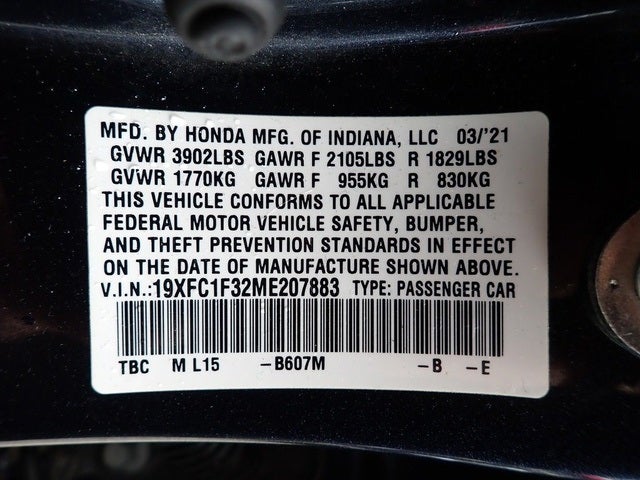 MFD. BY HONDA MFG. OF INDIANA, LLC 03/'21
GVWR 3902LBS GAWR F 2105LBS R 1829LBS
GVWR 1770KG GAWR F 955KG R 830KG
THIS VEHICLE CONFORMS TO ALL APPLICABLE
FEDERAL MOTOR VEHICLE SAFETY, BUMPER,
AND THEFT PREVENTION STANDARDS IN EFFECT
ON THE DATE OF MANUFACTURE SHOWN ABOVE.
V.I.N.:19XFC1F32ME207883 TYPE: PASSENGER CAR
TBC M L15 -B607M -B -E